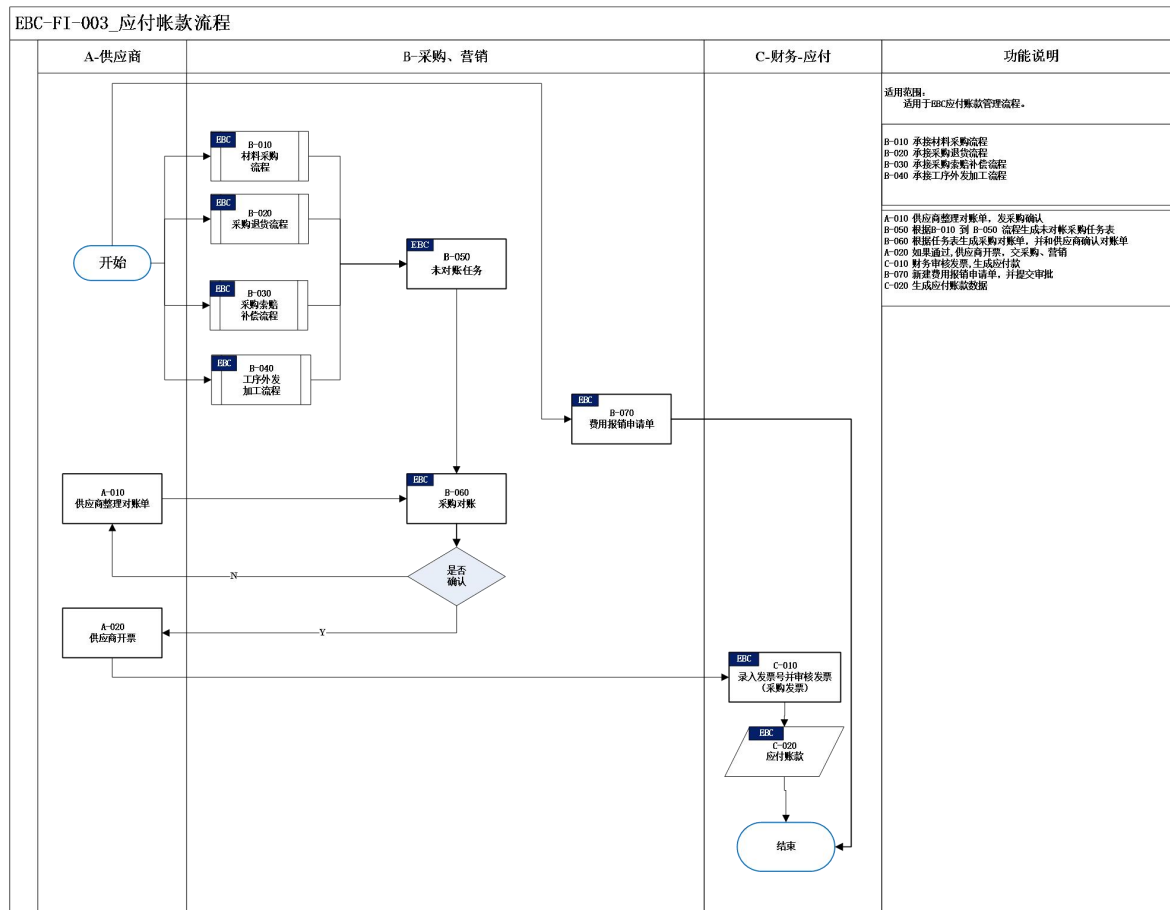 EBC-FI-003_应付帐款流程
A-供应商
B-采购、营销
C-财务-应付
功能说明
适用范围:
适用于EBC应付账款管理流程。
B-010 承接材料采购流程
B-020 承接采购退货流程
B-030 承接采购索赔补偿流程
B-040 承接工序外发加工流程
A-010 供应商整理对账单, 发采购确认
B-050 根据B-010 到 B-050 流程生成未对帐采购任务表
B-060 根据任务表生成采购对账单, 并和供应商确认对账单
A-020 如果通过,供应商开票, 交采购、营销
C-010 财务审核发票,生成应付款
B-070 新建费用报销申请单, 并提交审批
C-020 生成应付账款数据
开始
EBC
B-010
材料采购
流程
EBC
B-020
采购退货流程
EBC
B-030
采购索赔
补偿流程
EBC
B-040
工序外发
加工流程
EBC
B-050
未对账任务
EBC
B-070
费用报销申请单
A-010
供应商整理对账单
EBC
B-060
采购对账
是否
确认
N
Y
A-020
供应商开票
EBC
C-010
录入发票号并审核发票
(采购发票)
EBC
C-020
应付账款
结束